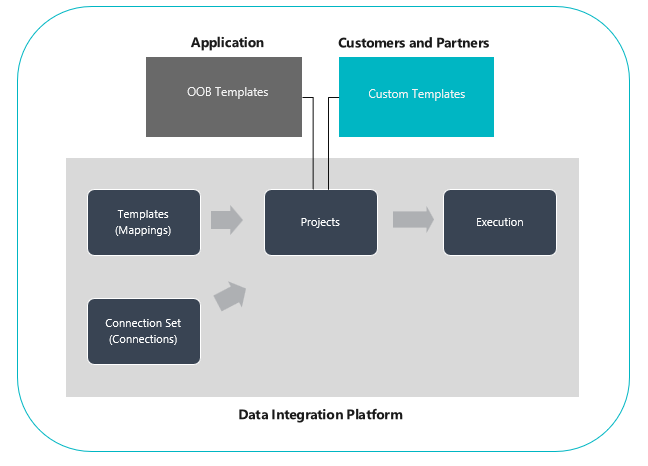 Application
Customers and Partners
OOB Templates
Custom Templates
Templates
(Mappings)
Projects
Execution
Connection Set
(Connections)
Data Integration Platform